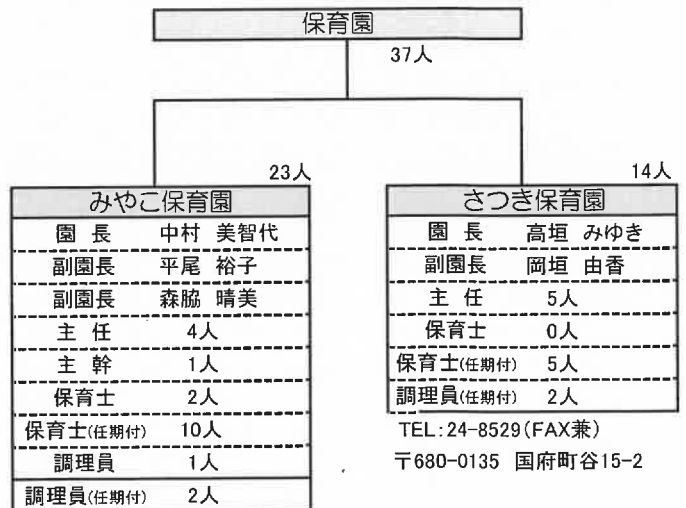 保育園
37人
23人
みやこ保育園
園 長 中村 美智代
副園長 平尾 裕子
副園長 森脇 晴美
主 任 4人
主 幹 1人
保育士 2人
保育士(任期付) 10人
調理員 1人
調理員(任期付) 2人
14人
さつき保育園
園 長 高垣 みゆき
副園長 岡垣 由香
主 任 5人
保育士 0人
保育士(任期付) 5人
調理員(任期付) 2人
TEL:24-8529(FAX兼)
〒680-0135 国府町谷15-2